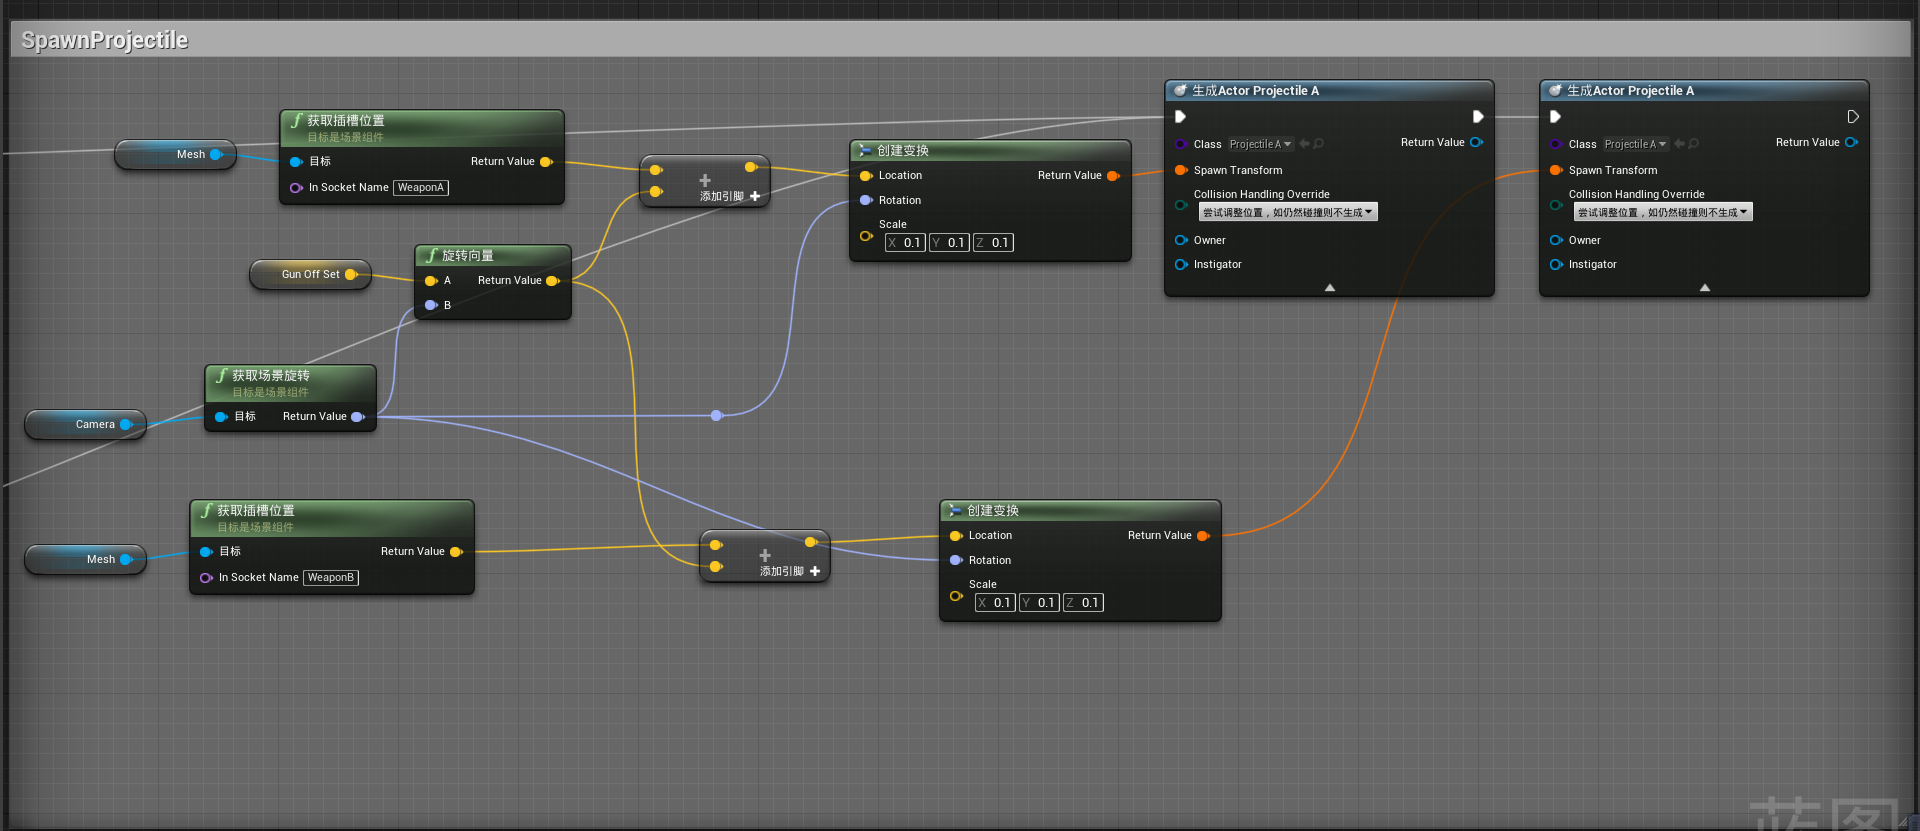 SpawnProjectile
Mesh
获取插槽位置
目标是场景组件
目标
Return Value
In Socket Name WeaponA
添加引脚
创建变换
Location
Return Value
Rotation
Scale
X 0.1 Y 0.1 Z 0.1
生成Actor Projectile A
Class Projectile A
Return Value
Spawn Transform
Collision Handling Override
尝试调整位置，如仍然碰撞则不生成
Owner
Instigator
生成Actor Projectile A
Class Projectile A
Return Value
Spawn Transform
Collision Handling Override
尝试调整位置，如仍然碰撞则不生成
Owner
Instigator
Gun Off Set
旋转向量
A
Return Value
B
Camera
获取场景旋转
目标是场景组件
目标
Return Value
Mesh
获取插槽位置
目标是场景组件
目标
Return Value
In Socket Name WeaponB
添加引脚
创建变换
Location
Return Value
Rotation
Scale
X 0.1 Y 0.1 Z 0.1
蓝图